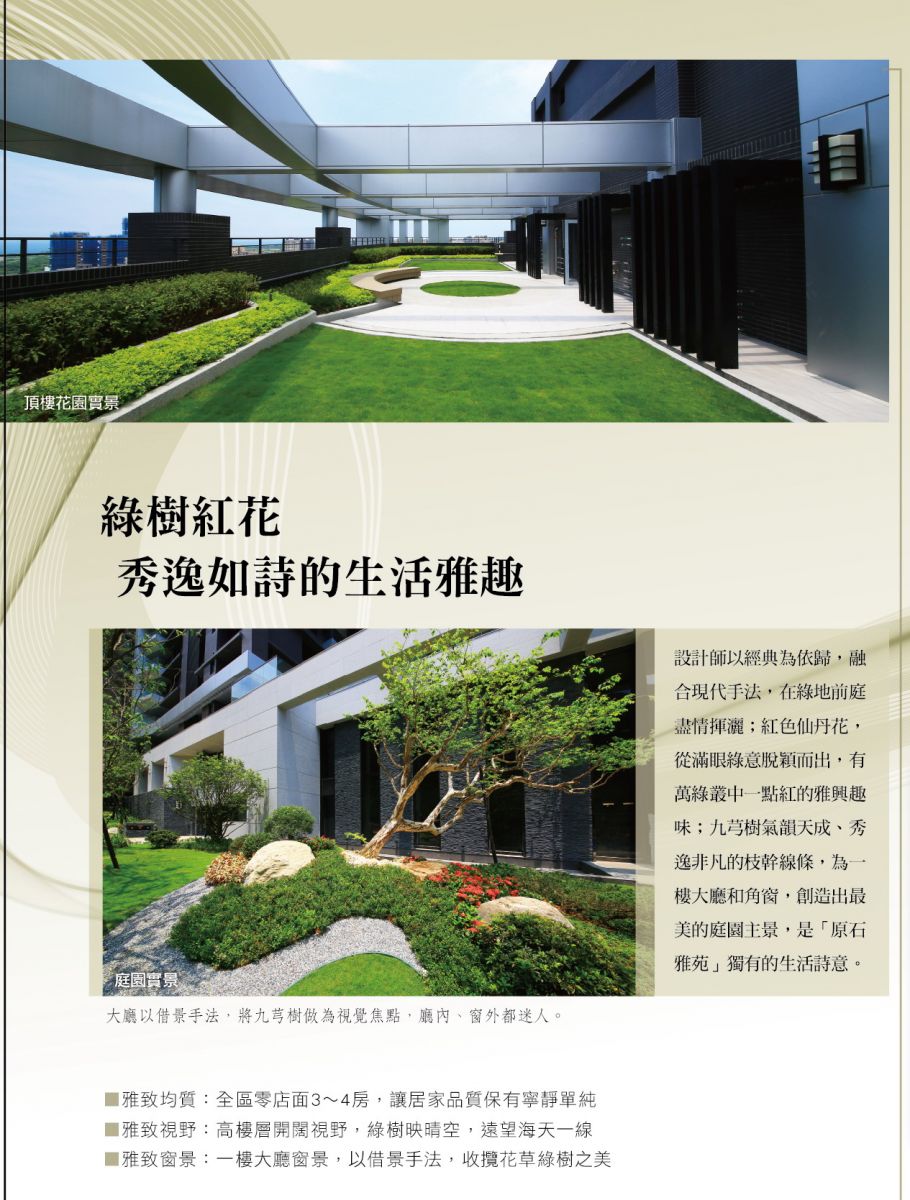 頂樓花園實景
綠樹紅花
秀逸如詩的生活雅趣
設計師以經典為依歸，融
合現代手法，在綠地前庭
盡情揮灑；紅色仙丹花，
從滿眼綠意脫穎而出，有
萬綠叢中一點紅的雅興趣
味；九芎樹氣韻天成、秀
逸非凡的枝幹線條，為一
樓大廳和角窗，創造出最
美的庭園主景，是「原石
雅苑」獨有的生活詩意。
庭園實景
大廳以借景手法，將九芎樹做為視覺焦點，廳內、窗外都迷人。
■雅致均質：全區零店面3～4房，讓居家品質保有寧靜單純
■雅致視野：高樓層開闊視野，綠樹映晴空，遠望海天一線
■雅致窗景：一樓大廳窗景，以借景手法，收攬花草綠樹之美